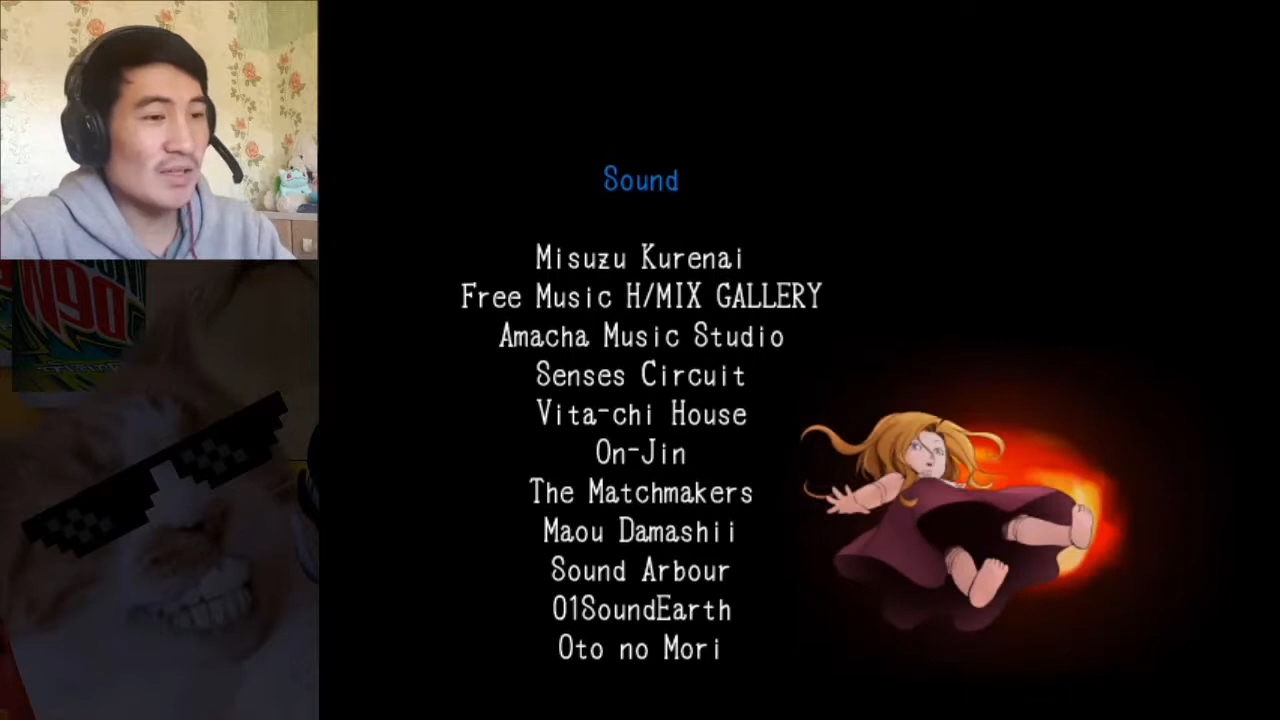 Sound
Misuzu Kurenai
Free Music H/MIX GALLERY
Amacha Music Studio
Senses Circuit
Vita-chi House
On-Jin
The Matchmakers
Maou Damashii
Sound Arbour
01SoundEarth
Oto no Mori